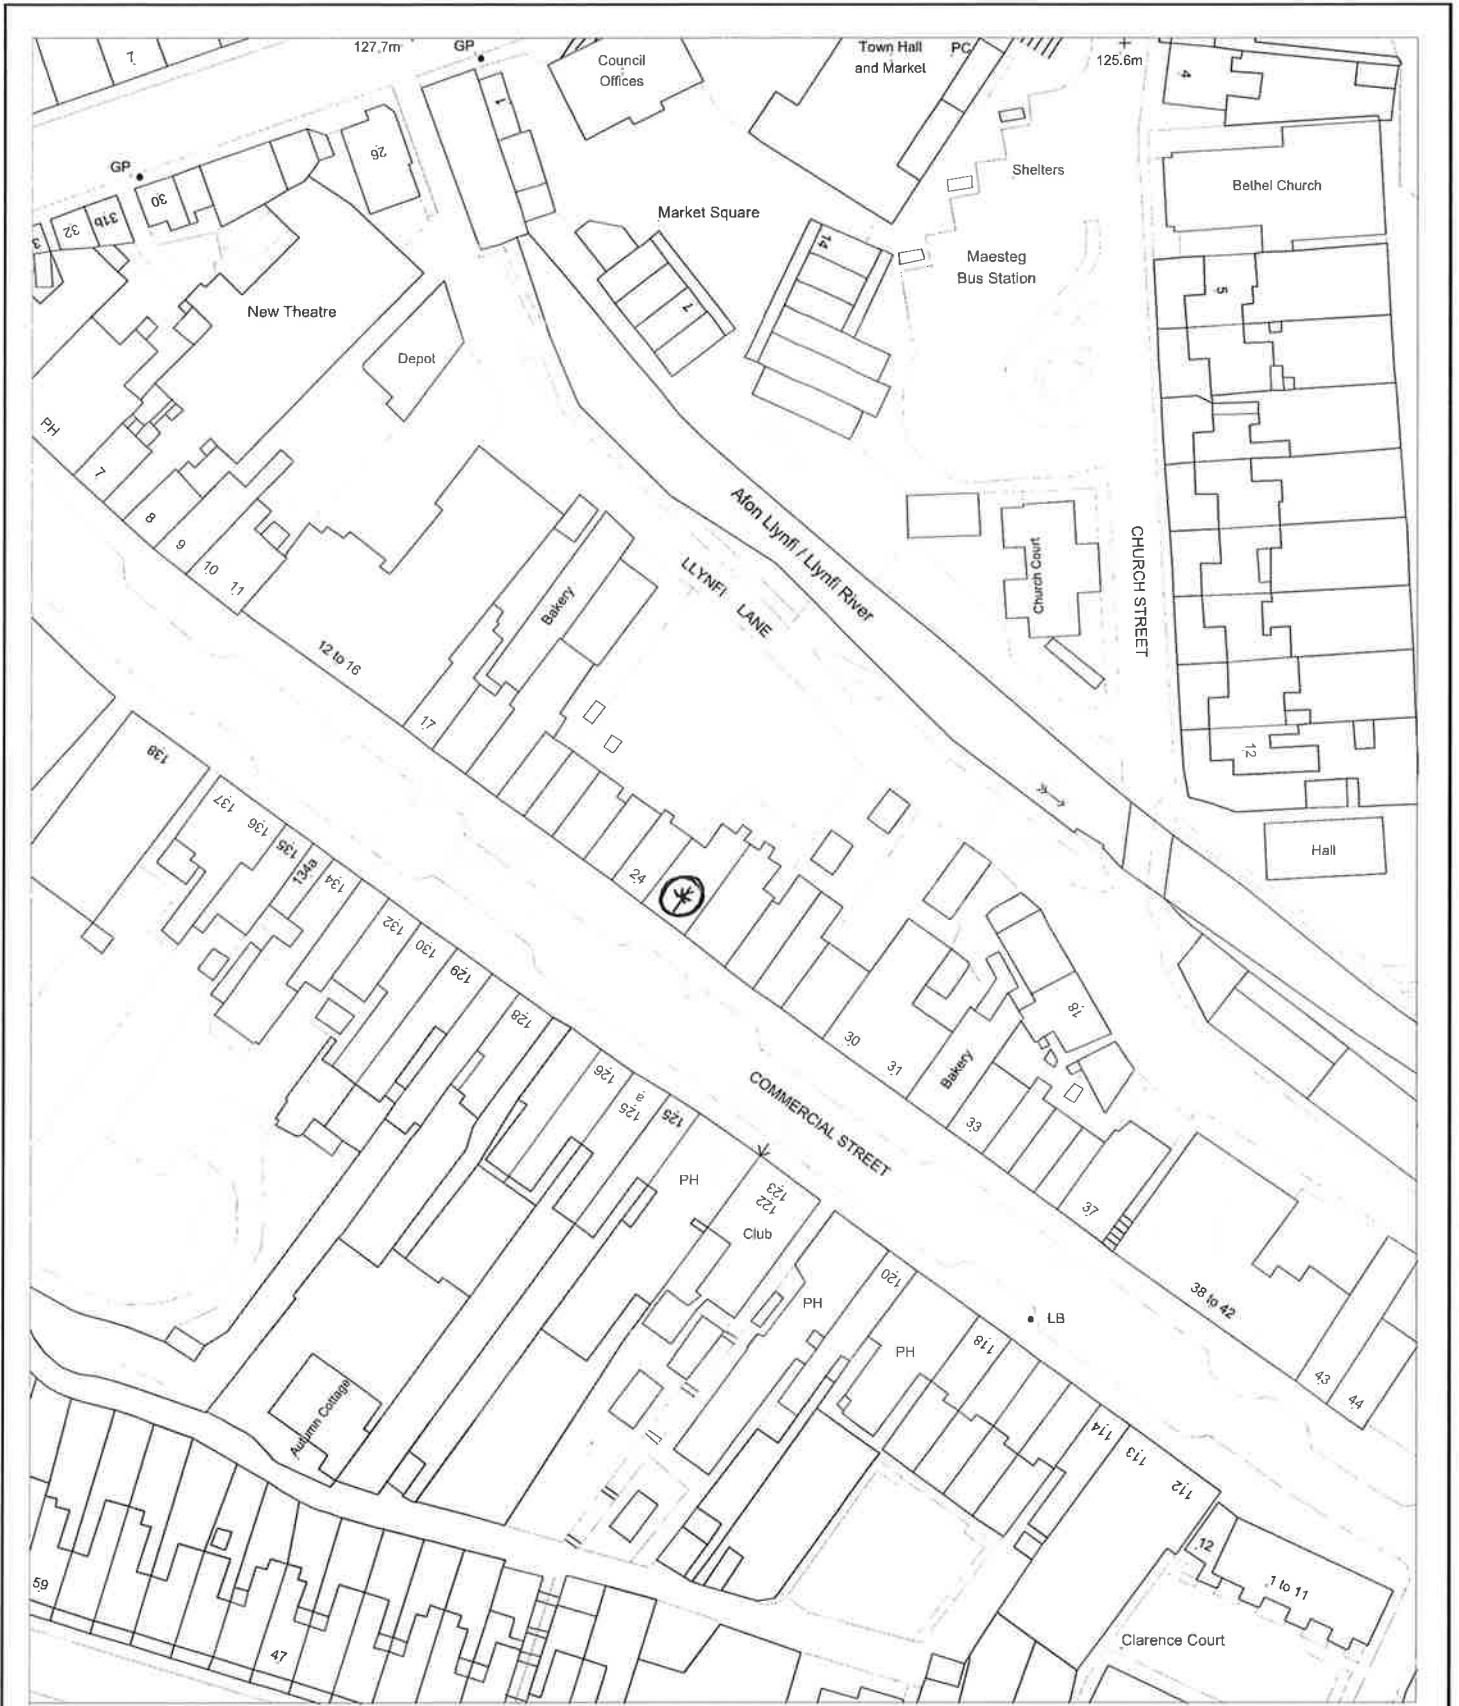 127.7m
GP
Council
Offices
Town Hall
and Market
PC
125.6m
4
1
1
GP
26
30
31b
32
3
Shelters
Bethel Church
Market Square
14
Maesteg
Bus Station
5
7
New Theatre
Depot
PH
7
8
9
10
11
12 to 16
17
Bakery
LLYNFI LANE
Afon Llynfi / Llynfi River
Church Court
CHURCH STREET
12
Hall
138
137
136
135
134a
134
132
130
129
128
126
125a
125
24
30
31
Bakery
33
37
18
COMMERCIAL STREET
PH
123
122
Club
PH
120
PH
118
LB
38 to 42
43
44
114
113
112
12
1 to 11
Clarence Court
Autumn Cottage
59
47